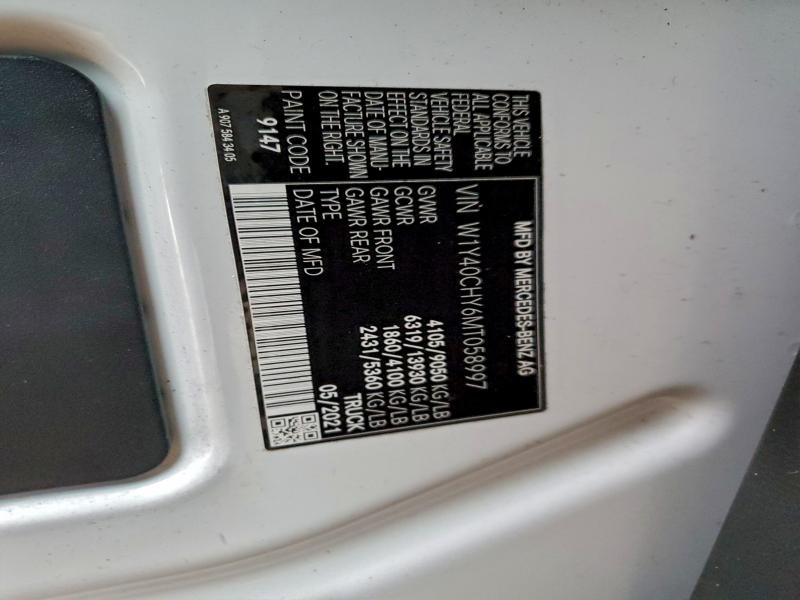 MFD BY MERCEDES-BENZ AG
VIN W1Y40CHY6MT058997
GVWR 4105/9050 KG/LB
GCWR 6319/13930 KG/LB
GAWR FRONT 1860/4100 KG/LB
GAWR REAR 2431/5360 KG/LB
TYPE TRUCK
DATE OF MFD 05/2021
THIS VEHICLE
CONFORMS TO
ALL APPLICABLE
FEDERAL
VEHICLE SAFETY
STANDARDS IN
EFFECT ON THE
DATE OF MANU-
FACTURE SHOWN
ON THE RIGHT
PAINT CODE
9147
A 907 584 34 05